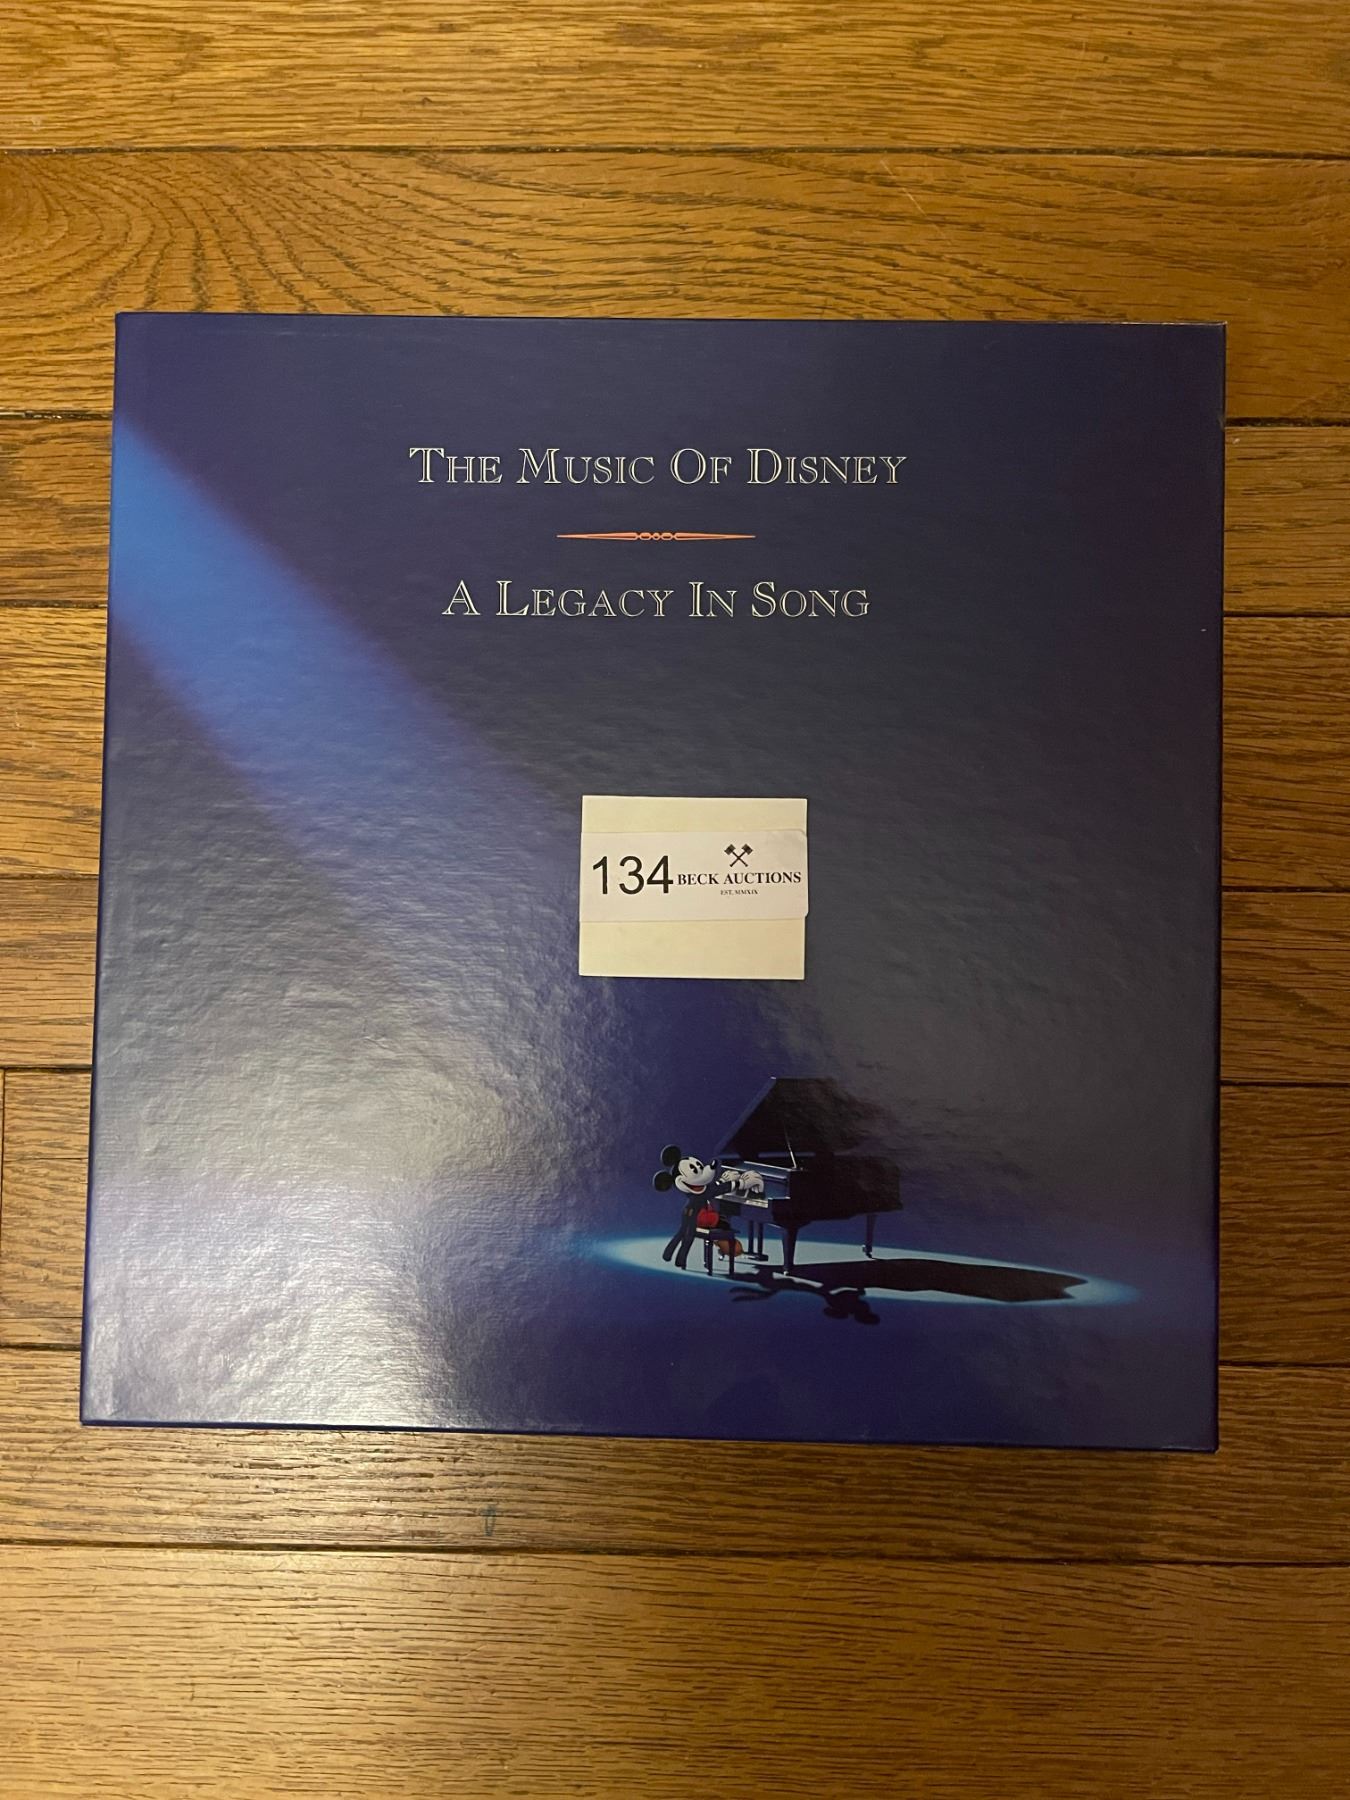 THE MUSIC OF DISNEY
A LEGACY IN SONG
134 BECK AUCTIONS
EST. MMXIX